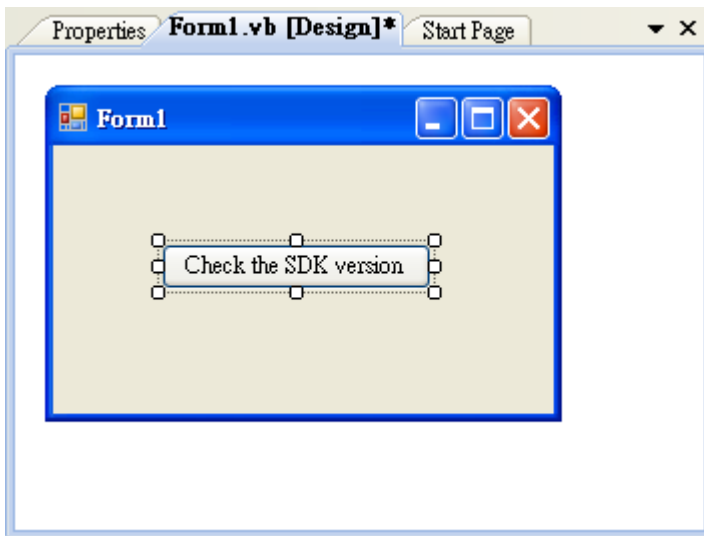 Properties Form1.vb [Design]* Start Page
Form1
Check the SDK version